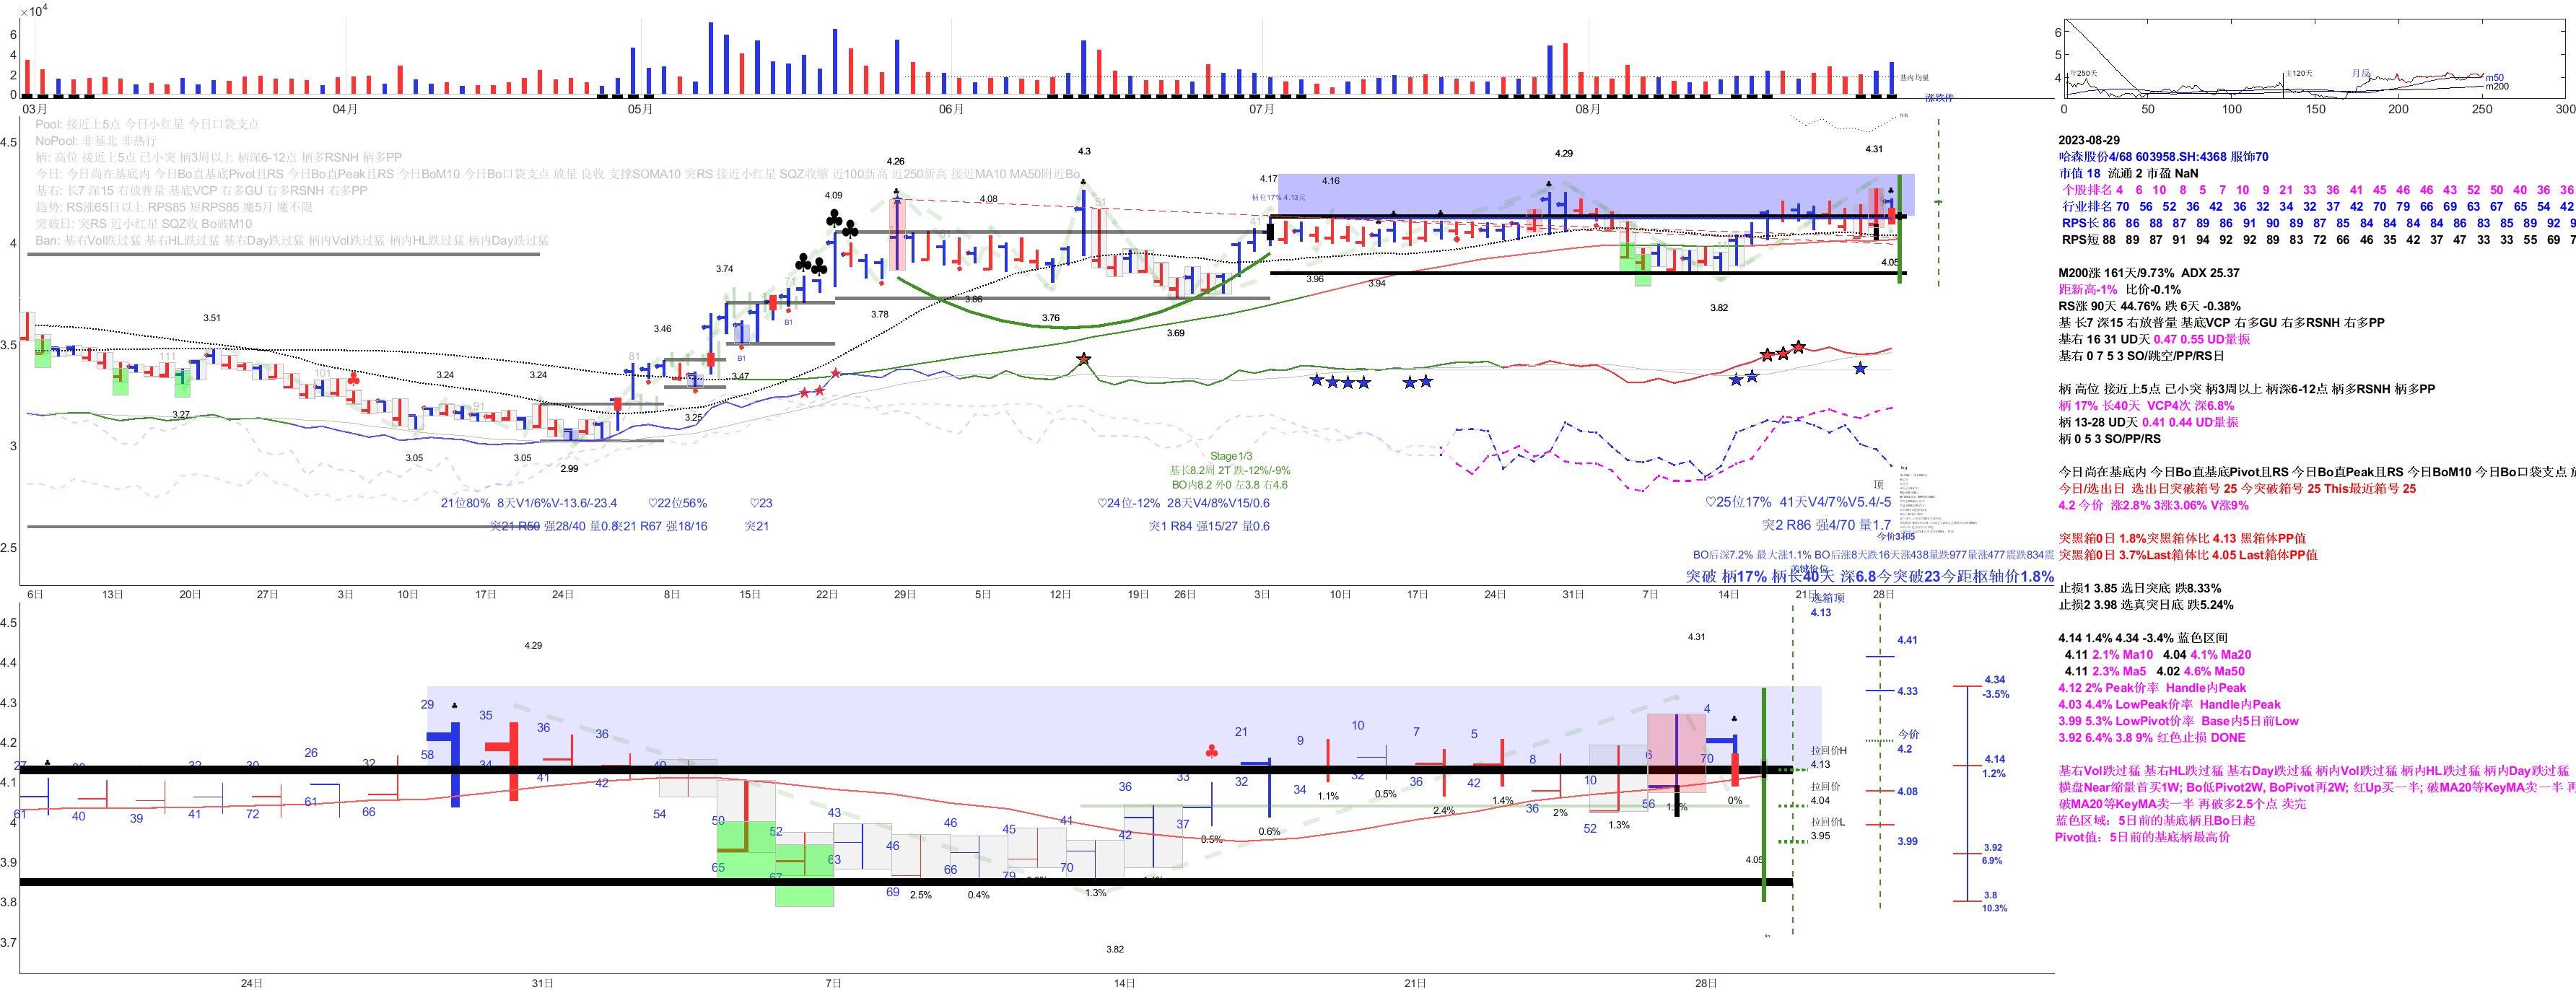 ×10⁴
6
4
2
0
基内均量
涨跌停
03月
04月
05月
06月
07月
08月
6
5
4
年250天
主120天
月反
m50
m200
0
50
100
150
200
250
300
Pool: 接近上5点 今日小红星 今日口袋支点
NoPool: 非基北 非热行
柄: 高位 接近上5点 已小突 柄3周以上 柄深6-12点 柄多RSNH 柄多PP
今日: 今日尚在基底内 今日Bo直基底Pivot且RS 今日Bo直Peak且RS 今日BoM10 今日Bo口袋支点 放量 良收 支撑SOMA10 突RS 接近小红星 SQZ收缩 近100新高 近250新高 接近MA10 MA50附近Bo
基右: 长7 深15 右放普量 基底VCP 右多GU 右多RSNH 右多PP
趋势: RS涨65日以上 RPS85 短RPS85 魔5月 魔不限
突破日: 突RS 近小红星 SQZ收 Bo破M10
Ban: 基右Vol跌过猛 基右HL跌过猛 基右Day跌过猛 柄内Vol跌过猛 柄内HL跌过猛 柄内Day跌过猛
4.5
4
3.5
3
2.5
3.51
3.27
3.24
3.05
3.24
3.05
2.99
3.46
3.25
3.74
3.47
B1
B1
4.09
4.26
3.78
4.08
3.86
3.76
4.3
3.69
4.17
柄位17% 4.13元
4.16
3.96
3.94
4.29
3.82
4.31
4.05
Stage1/3
基长8.2周 2T 跌-12%/-9%
BO内8.2 外0 左3.8 右4.6
21位80% 8天V1/6%V-13.6/-23.4
♡22位56%
♡23
♡24位-12% 28天V4/8%V15/0.6
♡25位17% 41天V4/7%V5.4/-5
顶
突21 R50 强28/40 量0.8
突21 R67 强18/16
突21
突1 R84 强15/27 量0.6
突2 R86 强4/70 量1.7
今价3和5
BO后深7.2% 最大涨1.1% BO后涨8天跌16天涨438量跌977量涨477震跌834震
关键价位
突破 柄17% 柄长40天 深6.8今突破23今距枢轴价1.8%
6日
13日
20日
27日
3日
10日
17日
24日
8日
15日
22日
29日
5日
12日
19日
26日
3日
10日
17日
24日
31日
7日
14日
21日
28日
选箱顶
4.13
4.5
4.4
4.3
4.2
4.1
4
3.9
3.8
3.7
4.29
4.31
3.82
4.05
2.5%
0.4%
1.3%
0.5%
0.6%
1.1%
0.5%
2.4%
1.4%
2%
1.3%
0%
拉回价H
4.13
拉回价
4.04
拉回价L
3.95
4.41
4.33
今价
4.2
4.08
3.99
4.34
-3.5%
4.14
1.2%
3.92
6.9%
3.8
10.3%
24日
31日
7日
14日
21日
28日
2023-08-29
哈森股份4/68 603958.SH:4368 服饰70
市值 18 流通 2 市盈 NaN
个股排名 4 6 10 8 5 7 10 9 21 33 36 41 45 46 46 43 52 50 40 36 36
行业排名 70 56 52 36 42 36 32 34 32 37 42 70 79 66 69 63 67 65 54 42
RPS长 86 86 88 87 89 86 91 90 89 87 85 84 84 84 84 86 83 85 89 92 9
RPS短 88 89 87 91 94 92 92 89 83 72 66 46 35 42 37 47 33 33 55 69 7
M200涨 161天/9.73% ADX 25.37
距新高-1% 比价-0.1%
RS涨 90天 44.76% 跌 6天 -0.38%
基 长7 深15 右放普量 基底VCP 右多GU 右多RSNH 右多PP
基右 16 31 UD天 0.47 0.55 UD量振
基右 0 7 5 3 SO/跳空/PP/RS日
柄 高位 接近上5点 已小突 柄3周以上 柄深6-12点 柄多RSNH 柄多PP
柄 17% 长40天 VCP4次 深6.8%
柄 13-28 UD天 0.41 0.44 UD量振
柄 0 5 3 SO/PP/RS
今日尚在基底内 今日Bo直基底Pivot且RS 今日Bo直Peak且RS 今日BoM10 今日Bo口袋支点 放
今日/选出日 选出日突破箱号 25 今突破箱号 25 This最近箱号 25
4.2 今价 涨2.8% 3涨3.06% V涨9%
突黑箱0日 1.8%突黑箱体比 4.13 黑箱体PP值
突黑箱0日 3.7%Last箱体比 4.05 Last箱体PP值
止损1 3.85 选日突底 跌8.33%
止损2 3.98 选真突日底 跌5.24%
4.14 1.4% 4.34 -3.4% 蓝色区间
4.11 2.1% Ma10 4.04 4.1% Ma20
4.11 2.3% Ma5 4.02 4.6% Ma50
4.12 2% Peak价率 Handle内Peak
4.03 4.4% LowPeak价率 Handle内Peak
3.99 5.3% LowPivot价率 Base内5日前Low
3.92 6.4% 3.8 9% 红色止损 DONE
基右Vol跌过猛 基右HL跌过猛 基右Day跌过猛 柄内Vol跌过猛 柄内HL跌过猛 柄内Day跌过猛
横盘Near缩量首买1W; Bo低Pivot2W, BoPivot再2W; 红Up买一半; 破MA20等KeyMA卖一半 再
破MA20等KeyMA卖一半 再破多2.5个点 卖完
蓝色区域：5日前的基底柄且Bo日起
Pivot值：5日前的基底柄最高价